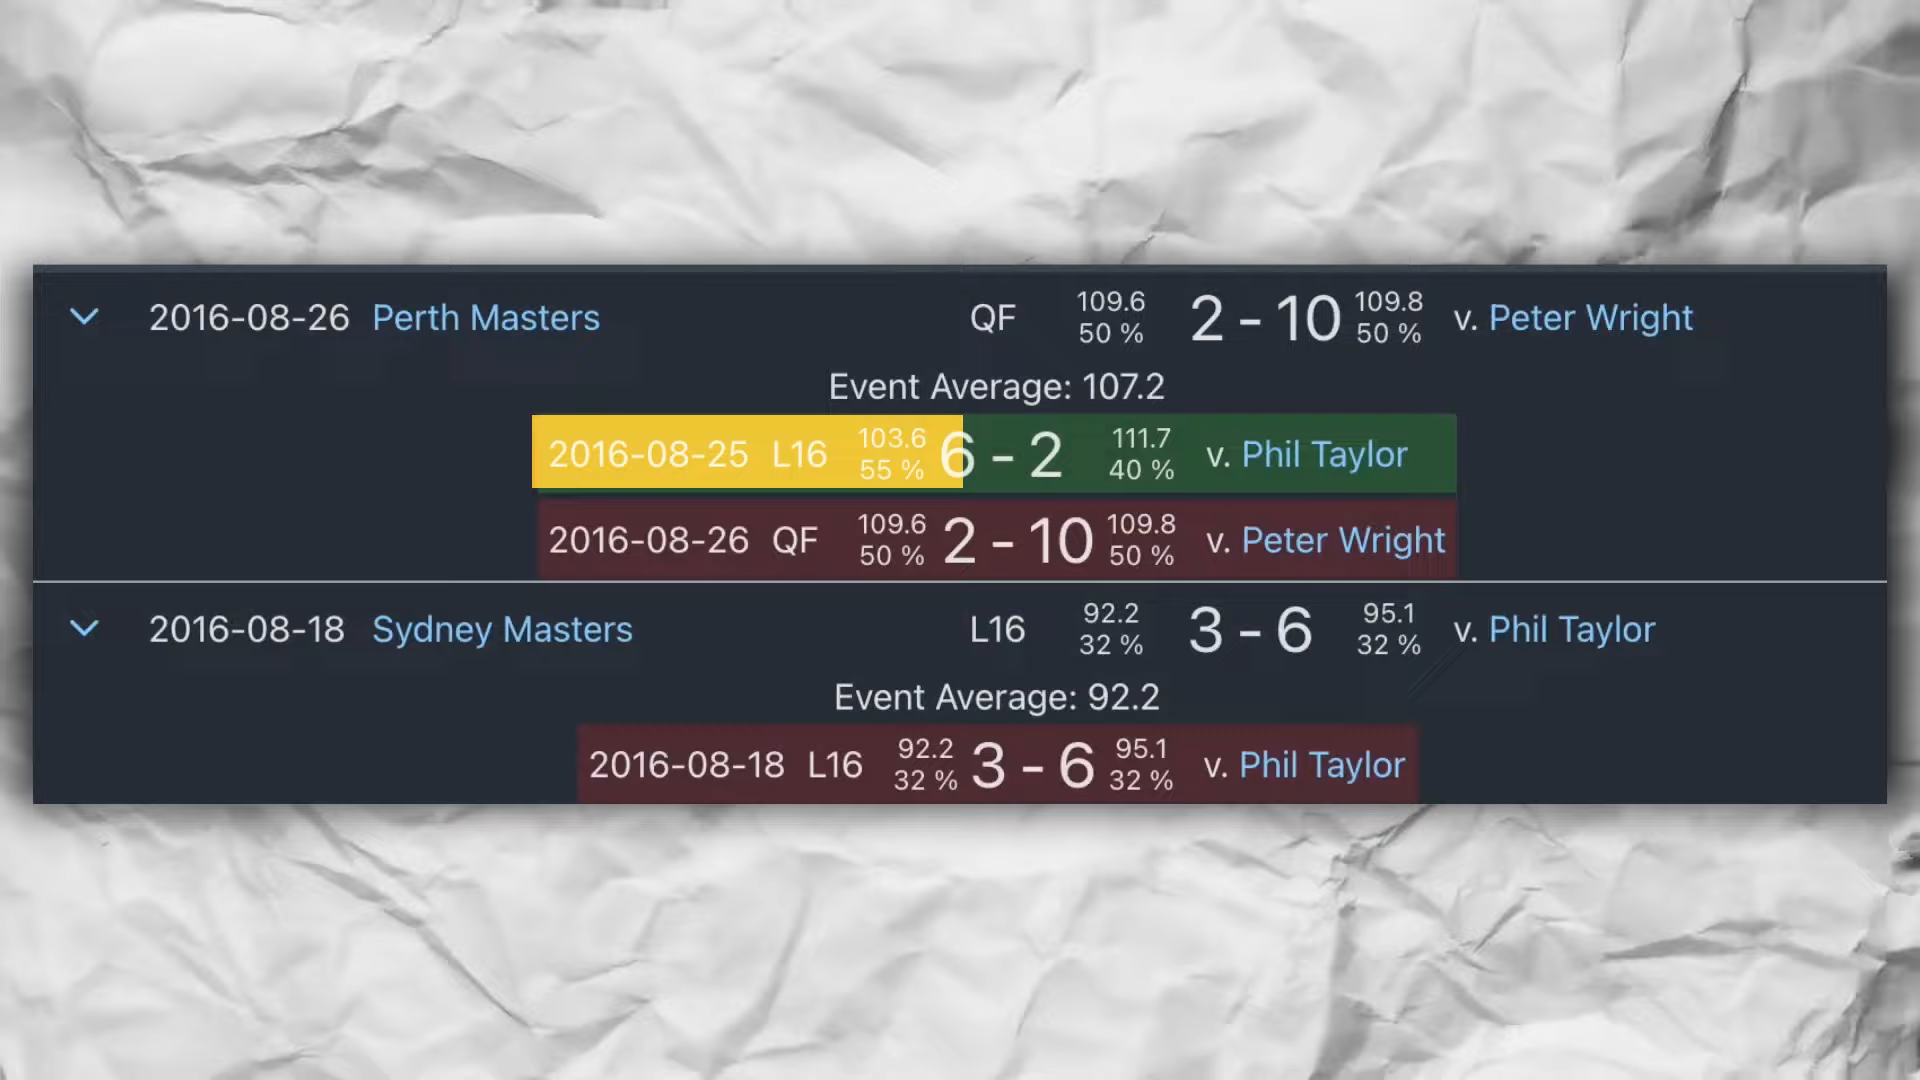 2016-08-26 Perth Masters QF 109.6 50 % 2 - 10 109.8 50 % v. Peter Wright
Event Average: 107.2
2016-08-25 L16 103.6 55 % 6 - 2 111.7 40 % v. Phil Taylor
2016-08-26 QF 109.6 50 % 2 - 10 109.8 50 % v. Peter Wright
2016-08-18 Sydney Masters L16 92.2 32 % 3 - 6 95.1 32 % v. Phil Taylor
Event Average: 92.2
2016-08-18 L16 92.2 32 % 3 - 6 95.1 32 % v. Phil Taylor